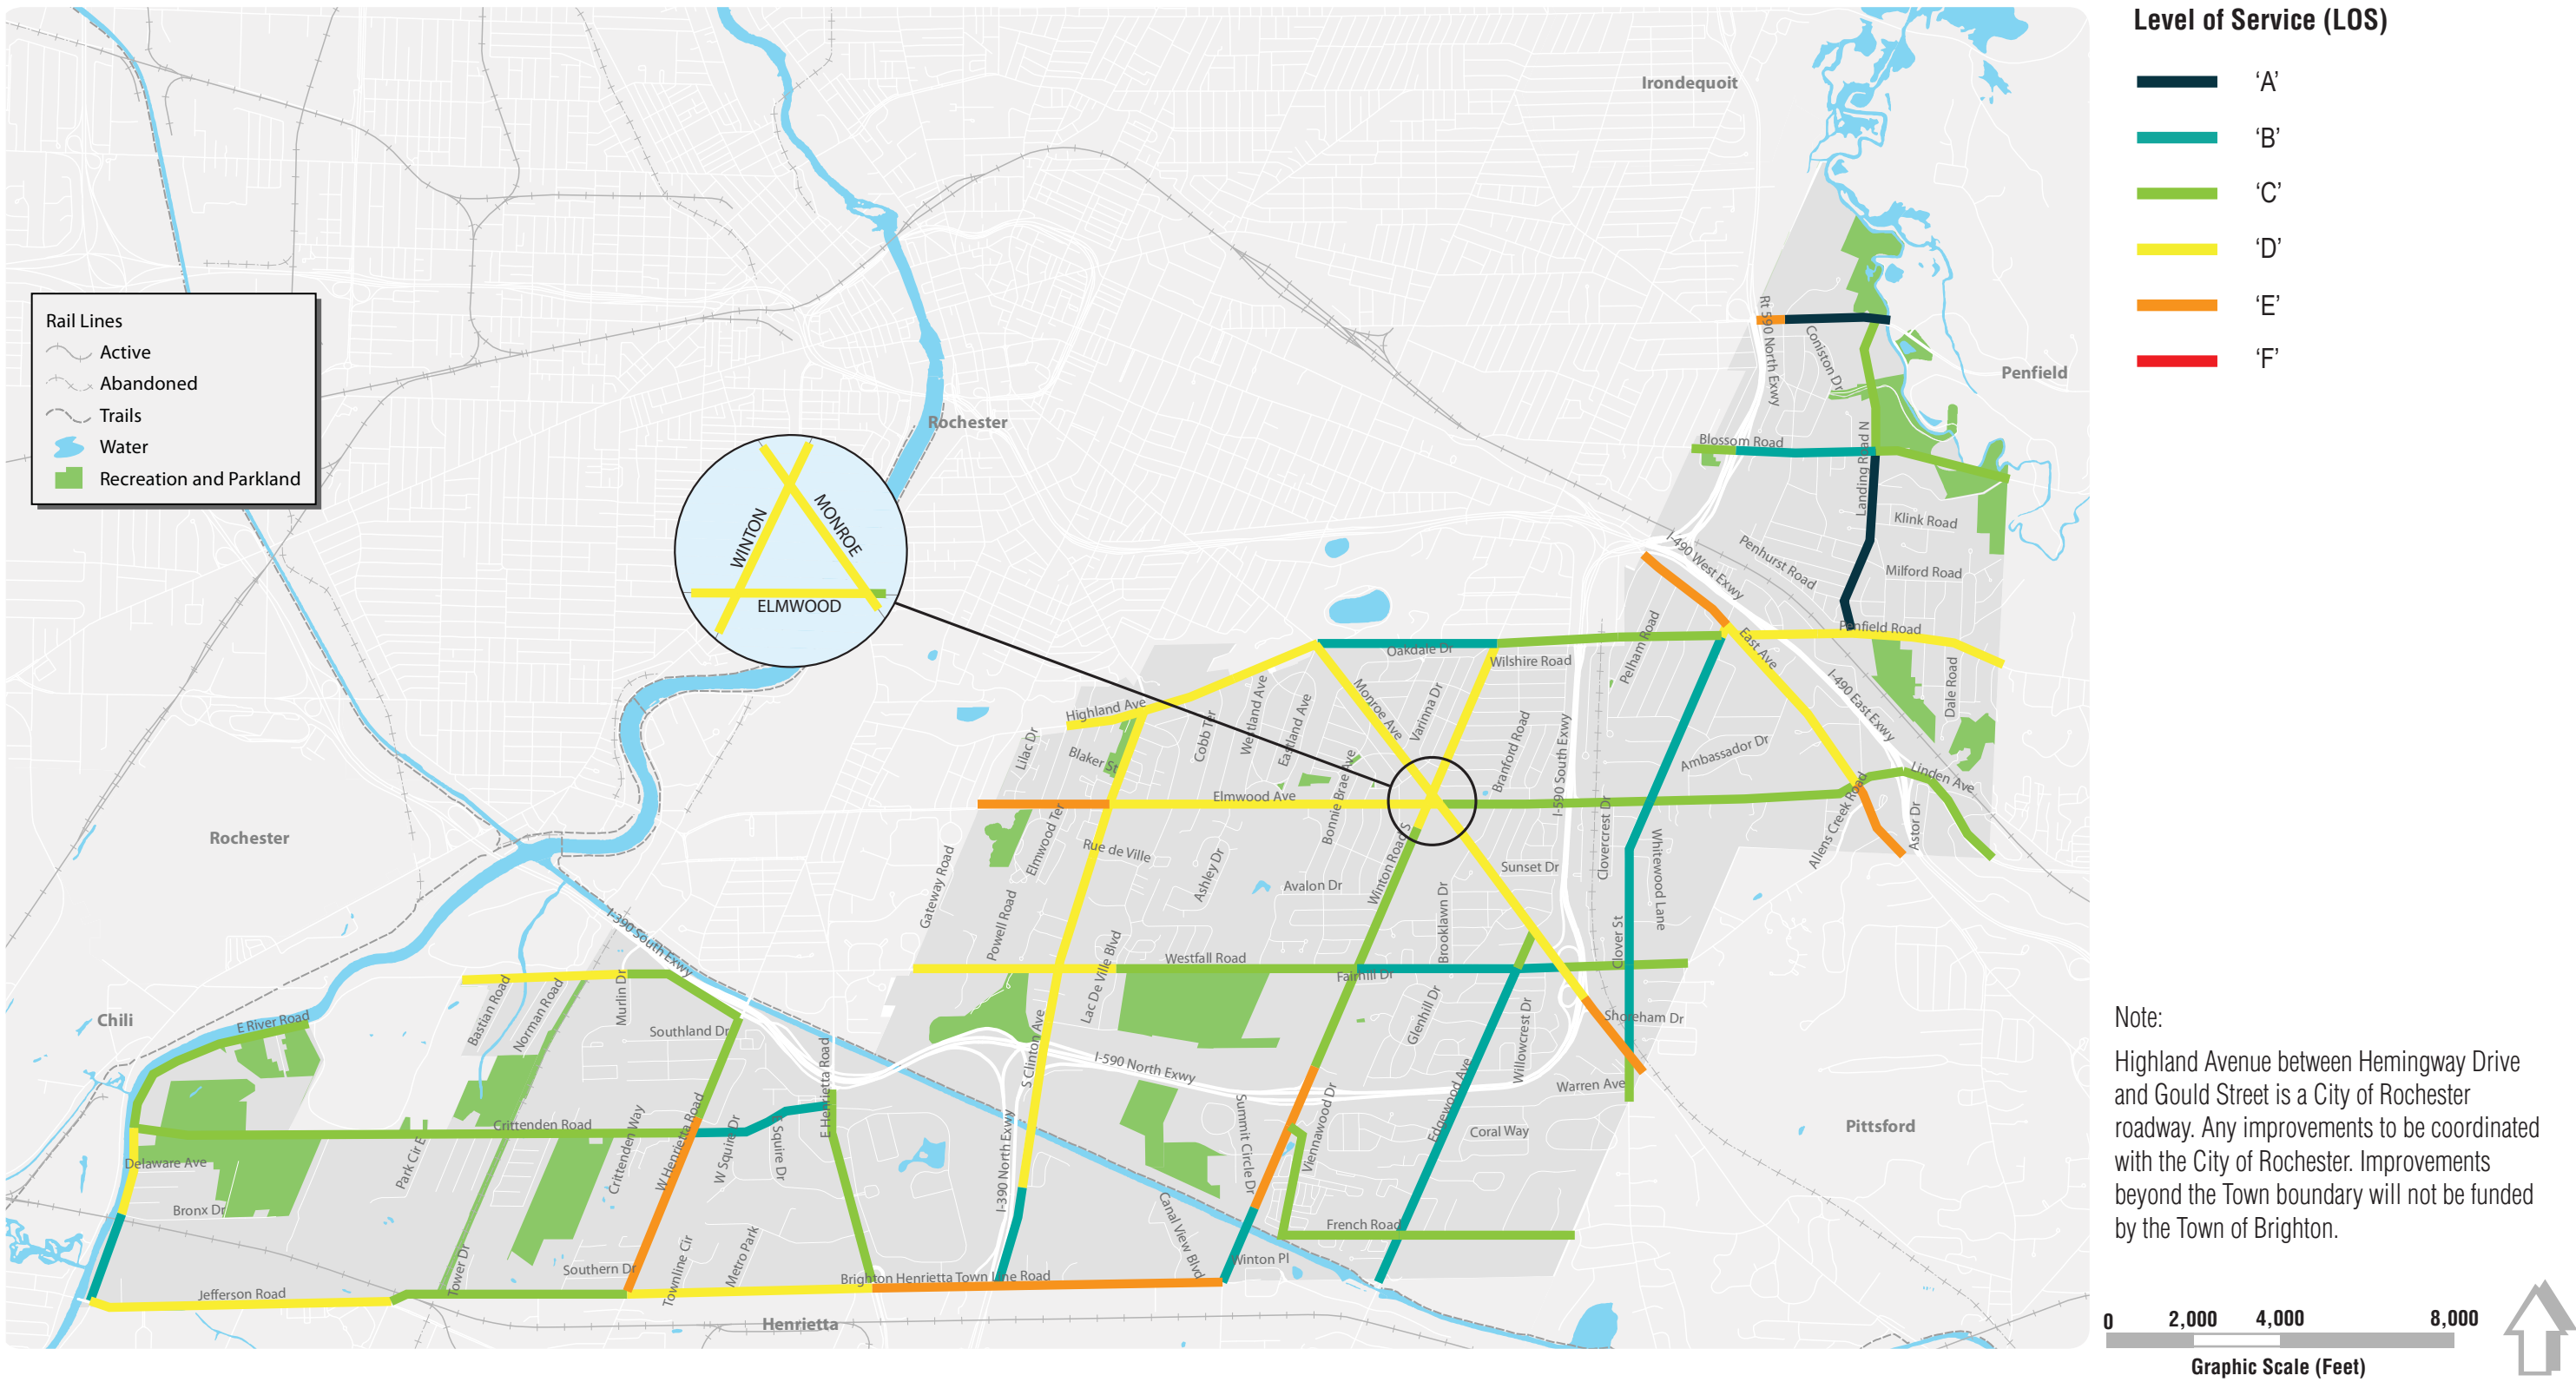 Level of Service (LOS)
‘A’
‘B’
‘C’
‘D’
‘E’
‘F’
Rail Lines
Active
Abandoned
Trails
Water
Recreation and Parkland
WINTON
MONROE
ELMWOOD
Irondequoit
Penfield
Rochester
Rochester
Chili
Henrietta
Pittsford
Rt 590 North Exwy
Coniston Dr
Blossom Road
Landing Road N
Klink Road
I-490 West Exwy
Penhurst Road
Milford Road
Penfield Road
East Ave
Pelham Road
Oakdale Dr
Wilshire Road
I-490 East Exwy
Dale Road
Highland Ave
Lilac Dr
Blaker St
Cobb Ter
Westland Ave
Eastland Ave
Monroe Ave
Varinna Dr
Branford Road
I-590 South Exwy
Ambassador Dr
Linden Ave
Elmwood Ave
Bonnie Brae Ave
Clovercrest Dr
Allens Creek Road
Astor Dr
Elmwood Ter
Gateway Road
Rue de Ville
Ashley Dr
Avalon Dr
Winton Road S
Sunset Dr
Whitewood Lane
Powell Road
Brooklawn Dr
Clover St
Lac De Ville Blvd
Westfall Road
Fairhill Dr
I-390 South Exwy
Bastian Road
Norman Road
Murlin Dr
Southland Dr
E River Road
S Clinton Ave
I-590 North Exwy
Glenhill Dr
Willowcrest Dr
Shoreham Dr
Warren Ave
E Henrietta Road
Crittenden Road
Crittenden Way
W Henrietta Road
W Squire Dr
Squire Dr
Park Cir E
Delaware Ave
Bronx Dr
I-390 North Exwy
Summit Circle Dr
Viennawood Dr
Edgewood Ave
Coral Way
Canal View Blvd
French Road
Winton Pl
Jefferson Road
Tower Dr
Southern Dr
Townline Cir
Metro Park
Brighton Henrietta Town Line Road
Note:
Highland Avenue between Hemingway Drive
and Gould Street is a City of Rochester
roadway. Any improvements to be coordinated
with the City of Rochester. Improvements
beyond the Town boundary will not be funded
by the Town of Brighton.
0 2,000 4,000 8,000
Graphic Scale (Feet)